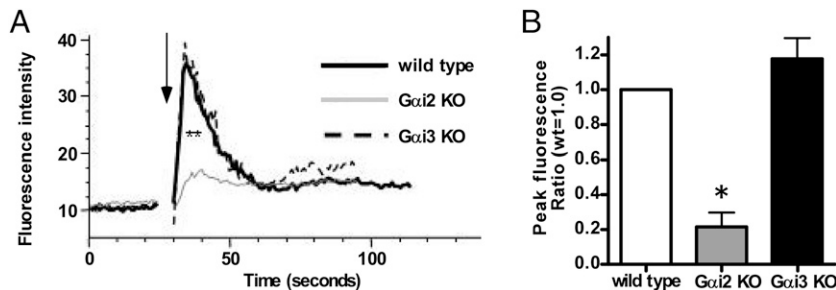 A
Fluorescence intensity
40
30
20
10
**
wild type
Gαi2 KO
Gαi3 KO
0
50
100
Time (seconds)
B
Peak fluorescence
Ratio (wt=1.0)
1.2
1.0
0.8
0.6
0.4
0.2
0.0
*
wild type
Gαi2 KO
Gαi3 KO